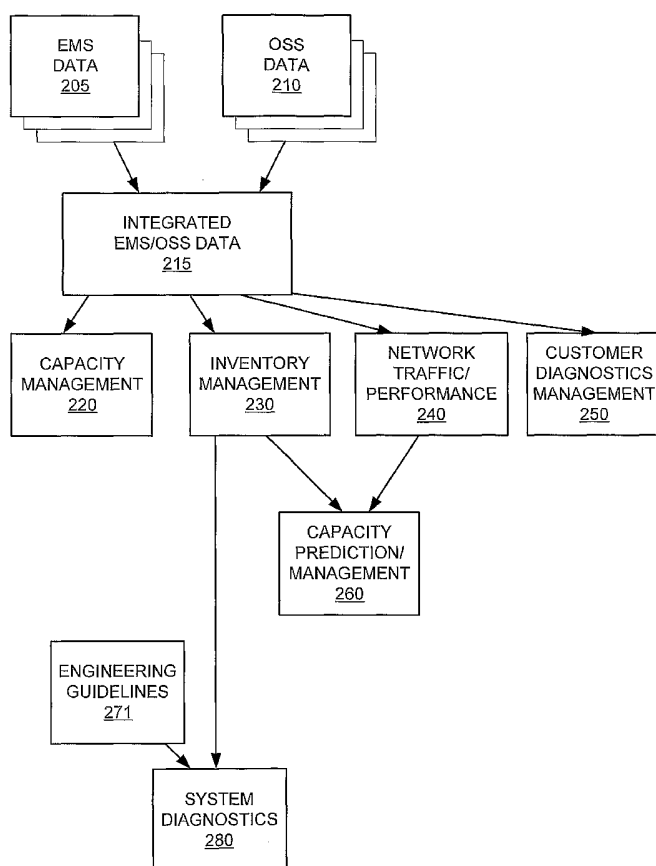 EMS
DATA
205
OSS
DATA
210
INTEGRATED
EMS/OSS DATA
215
CAPACITY
MANAGEMENT
220
INVENTORY
MANAGEMENT
230
NETWORK
TRAFFIC/
PERFORMANCE
240
CUSTOMER
DIAGNOSTICS
MANAGEMENT
250
CAPACITY
PREDICTION/
MANAGEMENT
260
ENGINEERING
GUIDELINES
271
SYSTEM
DIAGNOSTICS
280